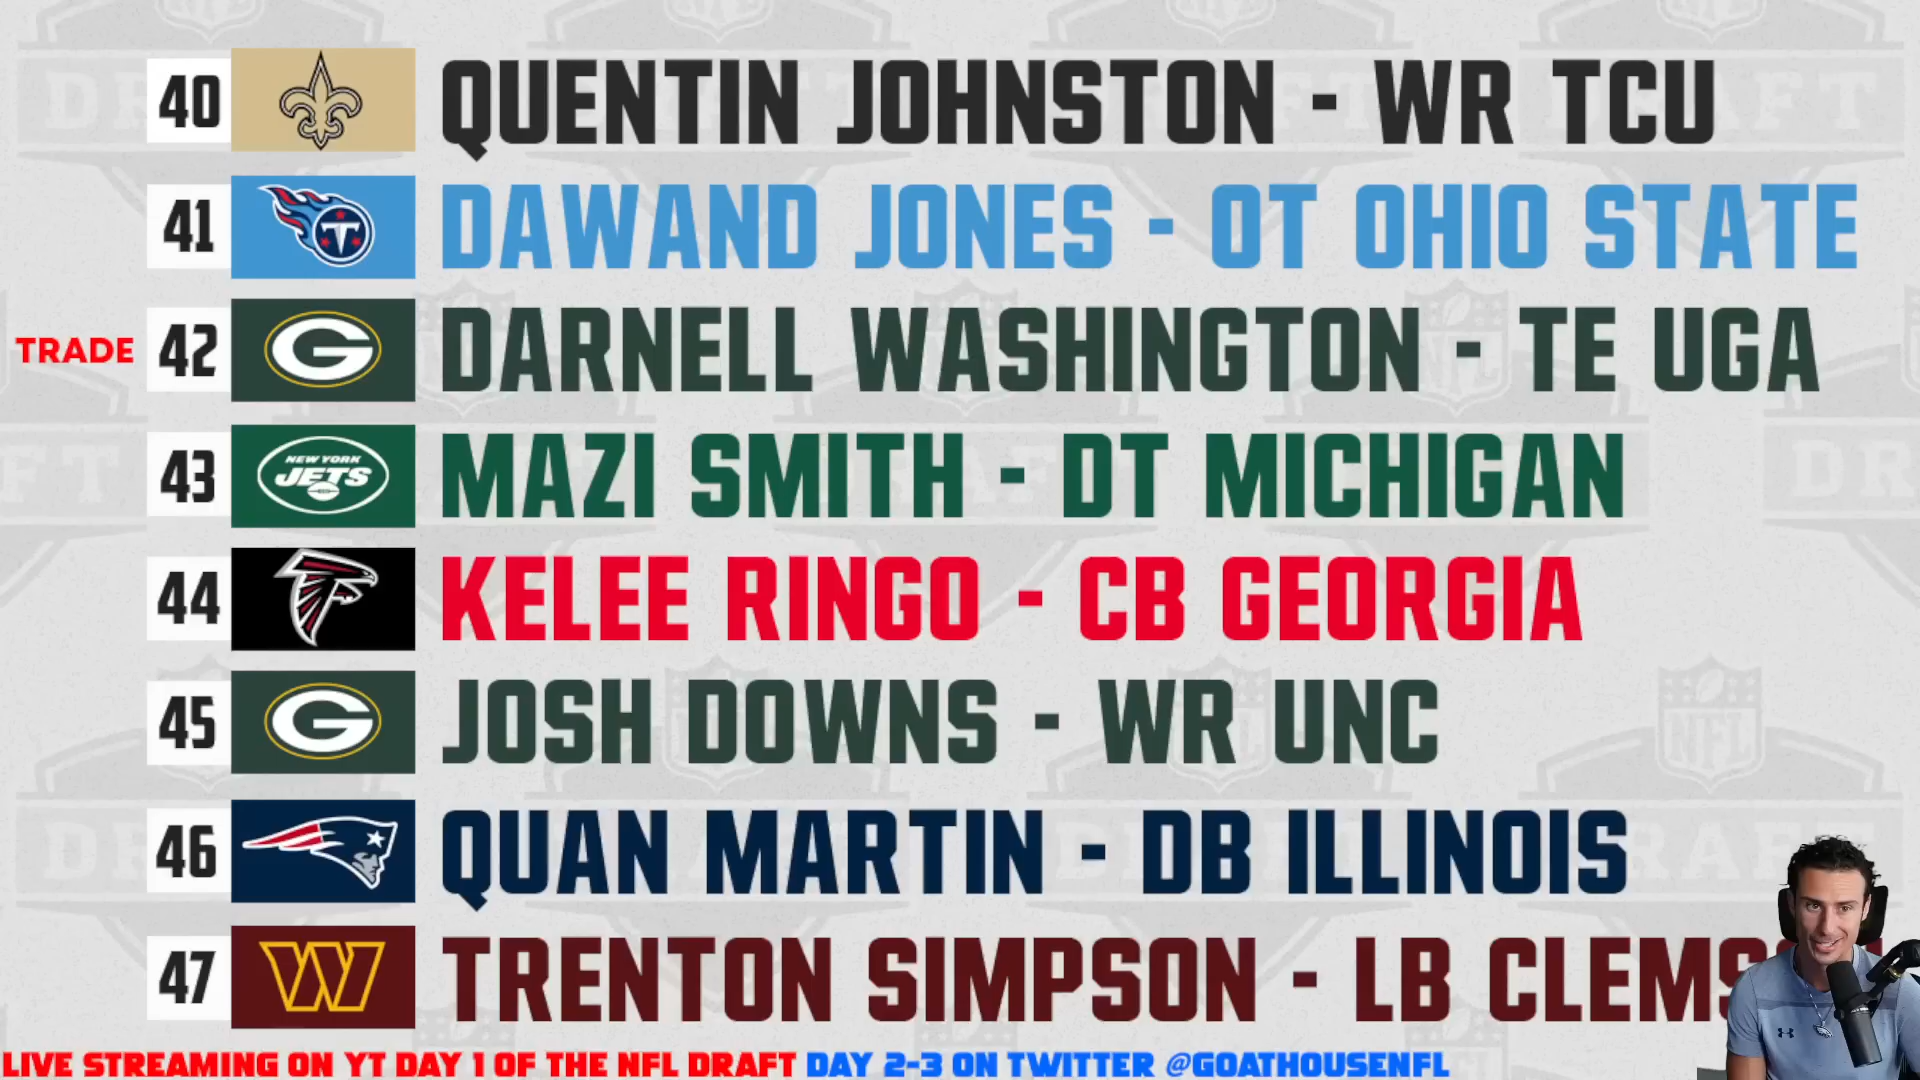 40 QUENTIN JOHNSTON - WR TCU
41 DAWAND JONES - OT OHIO STATE
TRADE 42 G DARNELL WASHINGTON - TE UGA
43 NEW YORK JETS MAZI SMITH - DT MICHIGAN
44 KELEE RINGO - CB GEORGIA
45 G JOSH DOWNS - WR UNC
46 QUAN MARTIN - DB ILLINOIS
47 W TRENTON SIMPSON - LB
LIVE STREAMING ON YT DAY 1 OF THE NFL DRAFT DAY 2-3 ON TWITTER @GOATHOUSENFL